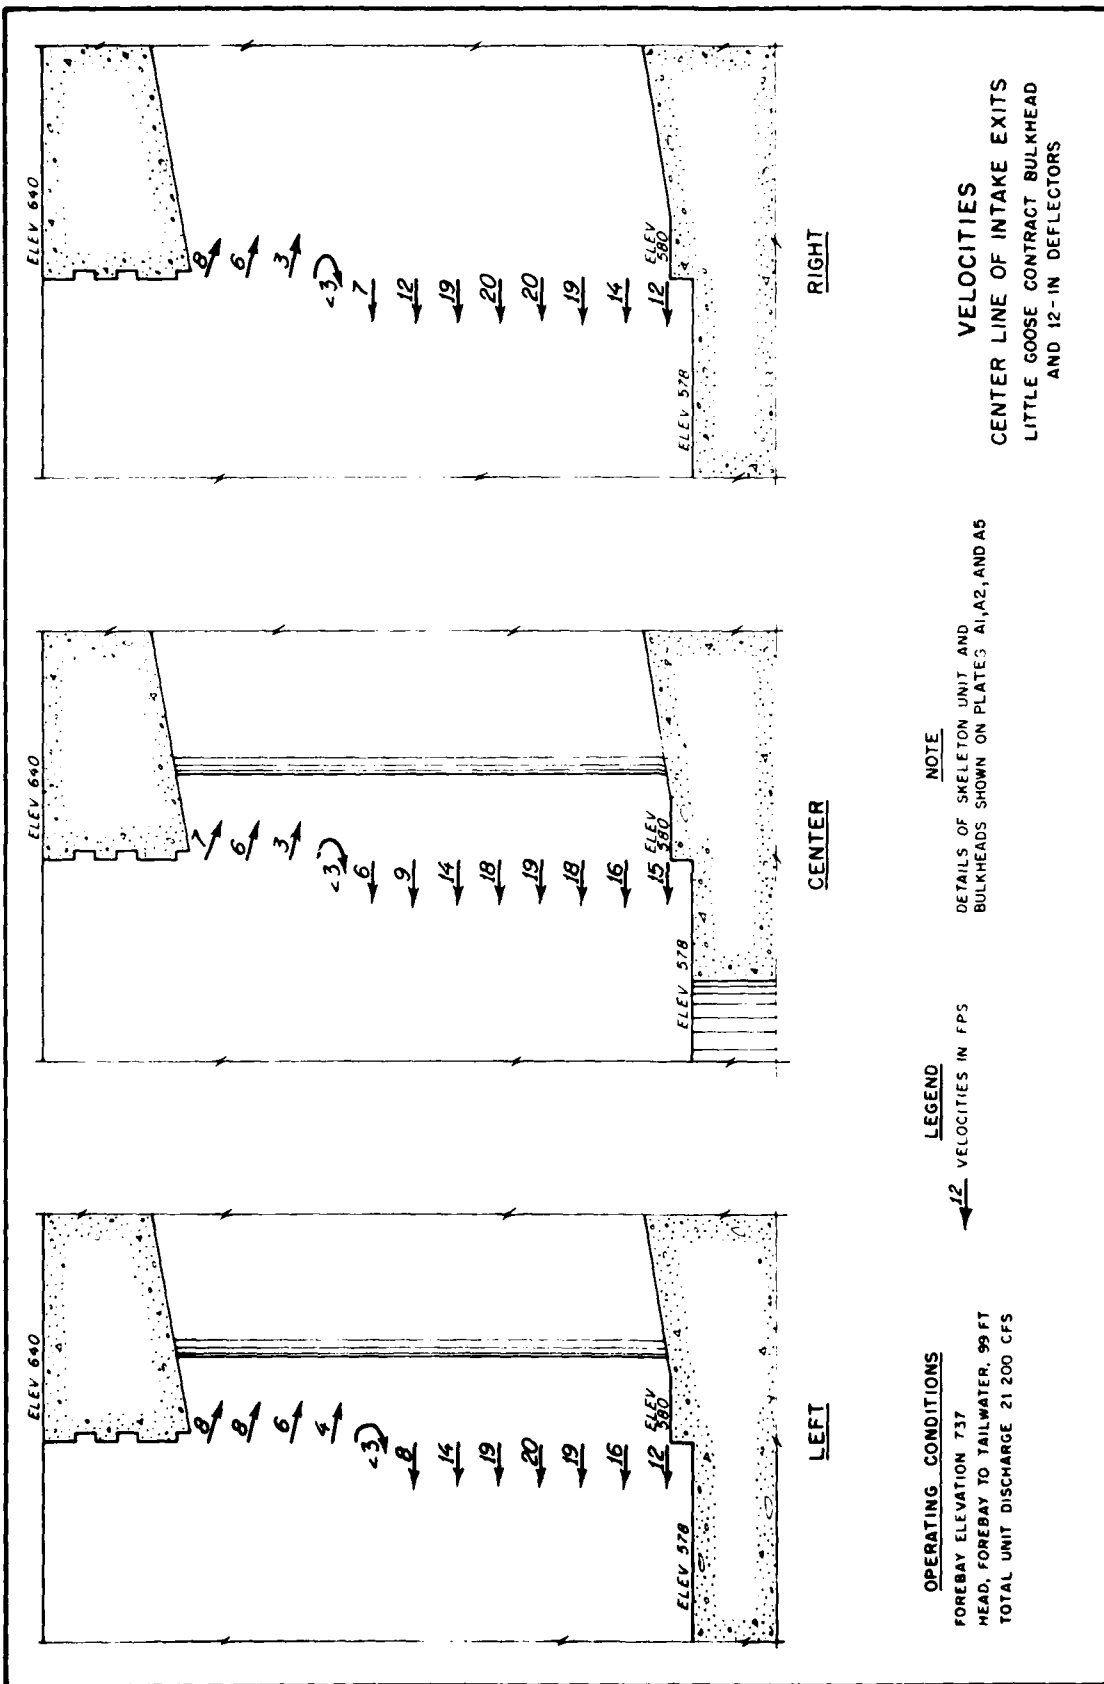 ELEV 640
8
8
6
4
<3
8
14
19
20
19
16
12
ELEV
580
ELEV 578
LEFT
ELEV 640
7
6
3
<3
6
9
14
18
19
18
16
15
ELEV
580
ELEV 578
CENTER
ELEV 640
8
6
3
<3
7
12
19
20
20
19
14
12
ELEV
580
ELEV 578
RIGHT
OPERATING CONDITIONS
FOREBAY ELEVATION 737
HEAD, FOREBAY TO TAILWATER, 99 FT
TOTAL UNIT DISCHARGE 21 200 CFS
LEGEND
12 VELOCITIES IN FPS
NOTE
DETAILS OF SKELETON UNIT AND
BULKHEADS SHOWN ON PLATES A1, A2, AND A5
VELOCITIES
CENTER LINE OF INTAKE EXITS
LITTLE GOOSE CONTRACT BULKHEAD
AND 12-IN DEFLECTORS